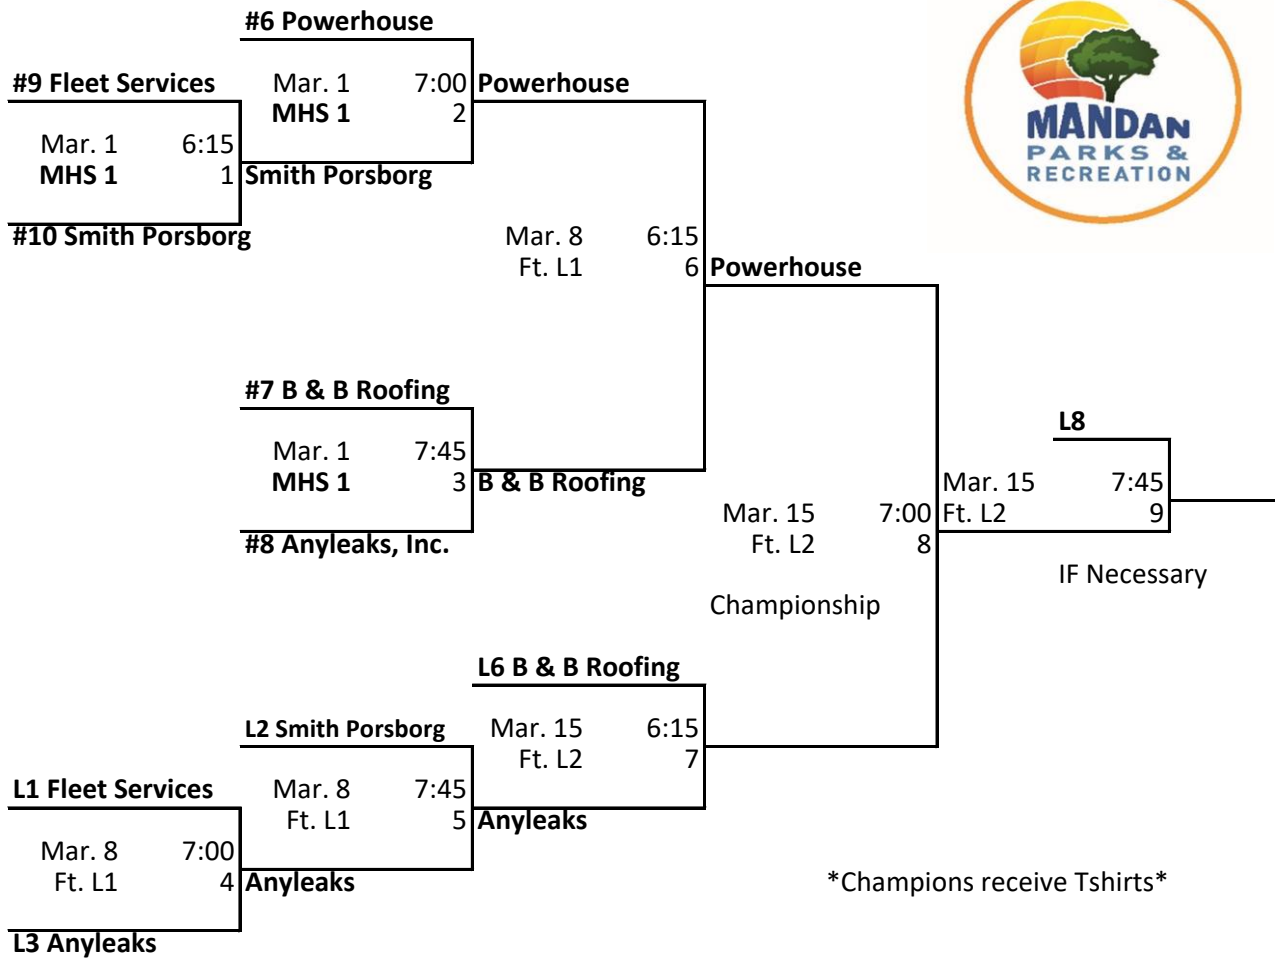 #6 Powerhouse
#9 Fleet Services
Mar. 1 7:00
Powerhouse
MHS 1 2
Mar. 1 6:15
MHS 1 1
Smith Porsborg
#10 Smith Porsborg
MANDAN
PARKS &
RECREATION
Mar. 8 6:15
Ft. L1 6
Powerhouse
#7 B & B Roofing
Mar. 1 7:45
MHS 1 3
B & B Roofing
#8 Anyleaks, Inc.
L8
Mar. 15 7:45
Ft. L2 9
Mar. 15 7:00
Ft. L2 8
IF Necessary
Championship
L6 B & B Roofing
L2 Smith Porsborg
Mar. 15 6:15
Ft. L2 7
L1 Fleet Services
Mar. 8 7:45
Ft. L1 5
Anyleaks
Mar. 8 7:00
Ft. L1 4
Anyleaks
*Champions receive Tshirts*
L3 Anyleaks